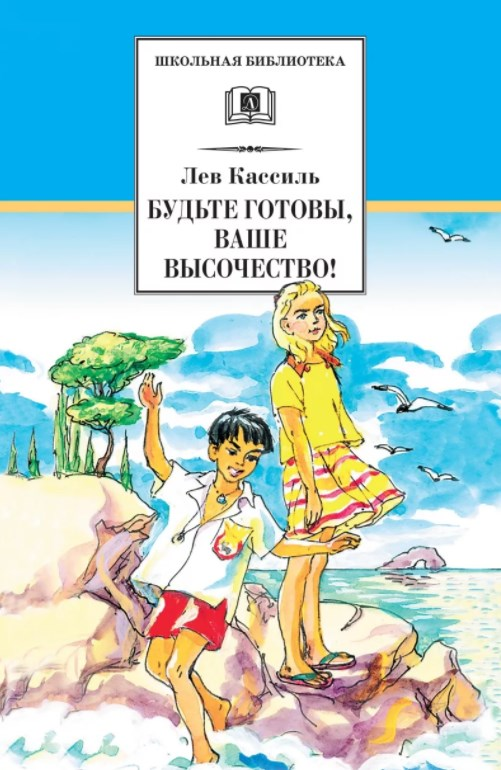 ШКОЛЬНАЯ БИБЛИОТЕКА
Лев Кассиль
БУДЬТЕ ГОТОВЫ,
ВАШЕ
ВЫСОЧЕСТВО!